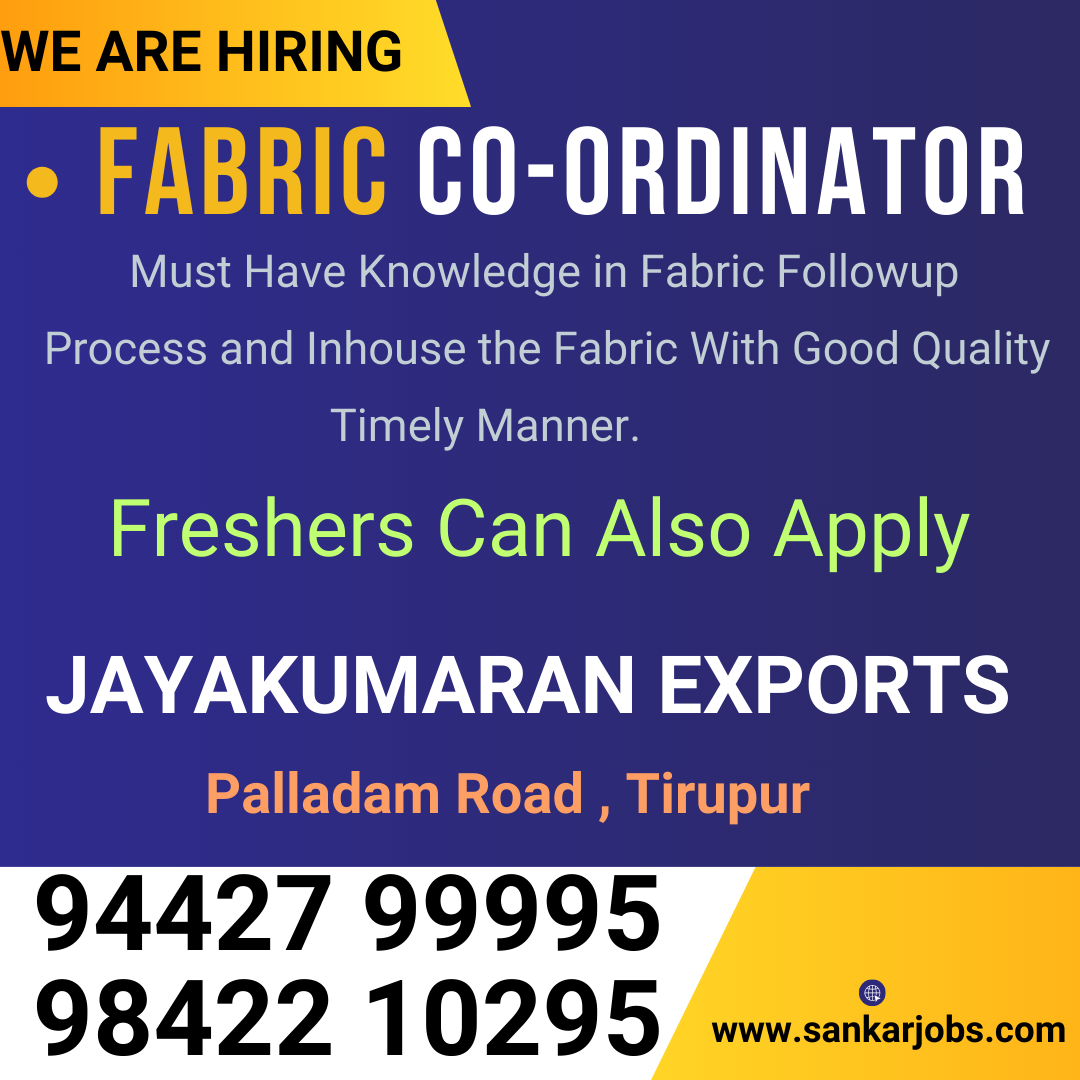 WE ARE HIRING
• FABRIC CO-ORDINATOR
Must Have Knowledge in Fabric Followup
Process and Inhouse the Fabric With Good Quality
Timely Manner.
Freshers Can Also Apply
JAYAKUMARAN EXPORTS
Palladam Road , Tirupur
94427 99995
98422 10295
www.sankarjobs.com